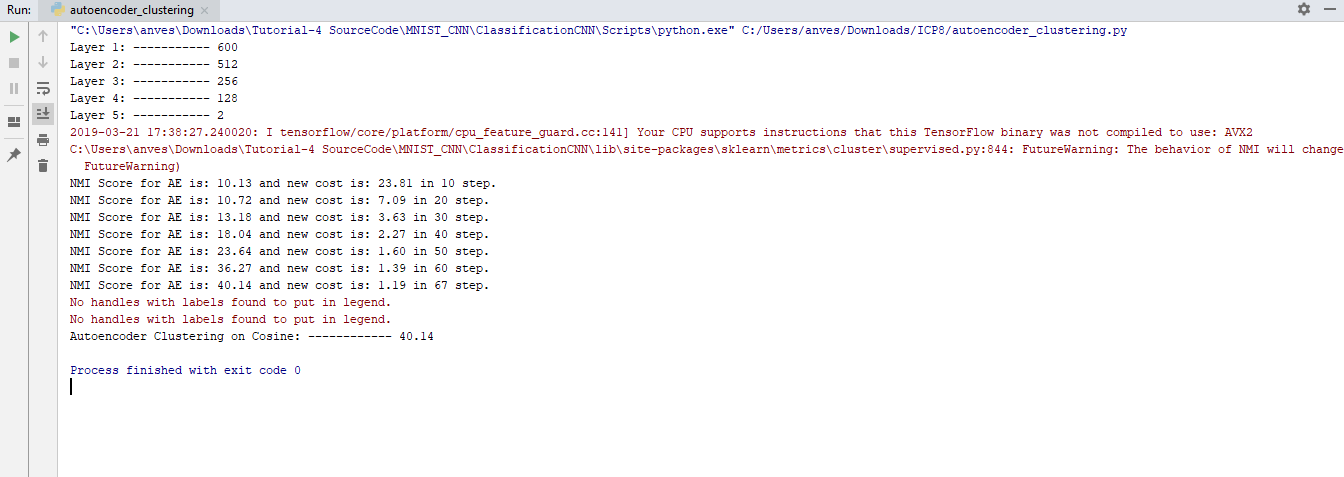 Run: autoencoder_clustering
"C:\Users\anves\Downloads\Tutorial-4 SourceCode\MNIST_CNN\ClassificationCNN\Scripts\python.exe" C:/Users/anves/Downloads/ICP8/autoencoder_clustering.py
Layer 1: ----------- 600
Layer 2: ----------- 512
Layer 3: ----------- 256
Layer 4: ----------- 128
Layer 5: ----------- 2
2019-03-21 17:38:27.240020: I tensorflow/core/platform/cpu_feature_guard.cc:141] Your CPU supports instructions that this TensorFlow binary was not compiled to use: AVX2
C:\Users\anves\Downloads\Tutorial-4 SourceCode\MNIST_CNN\ClassificationCNN\lib\site-packages\sklearn\metrics\cluster\supervised.py:844: FutureWarning: The behavior of NMI will change
FutureWarning)
NMI Score for AE is: 10.13 and new cost is: 23.81 in 10 step.
NMI Score for AE is: 10.72 and new cost is: 7.09 in 20 step.
NMI Score for AE is: 13.18 and new cost is: 3.63 in 30 step.
NMI Score for AE is: 18.04 and new cost is: 2.27 in 40 step.
NMI Score for AE is: 23.64 and new cost is: 1.60 in 50 step.
NMI Score for AE is: 36.27 and new cost is: 1.39 in 60 step.
NMI Score for AE is: 40.14 and new cost is: 1.19 in 67 step.
No handles with labels found to put in legend.
No handles with labels found to put in legend.
Autoencoder Clustering on Cosine: ------------ 40.14
Process finished with exit code 0